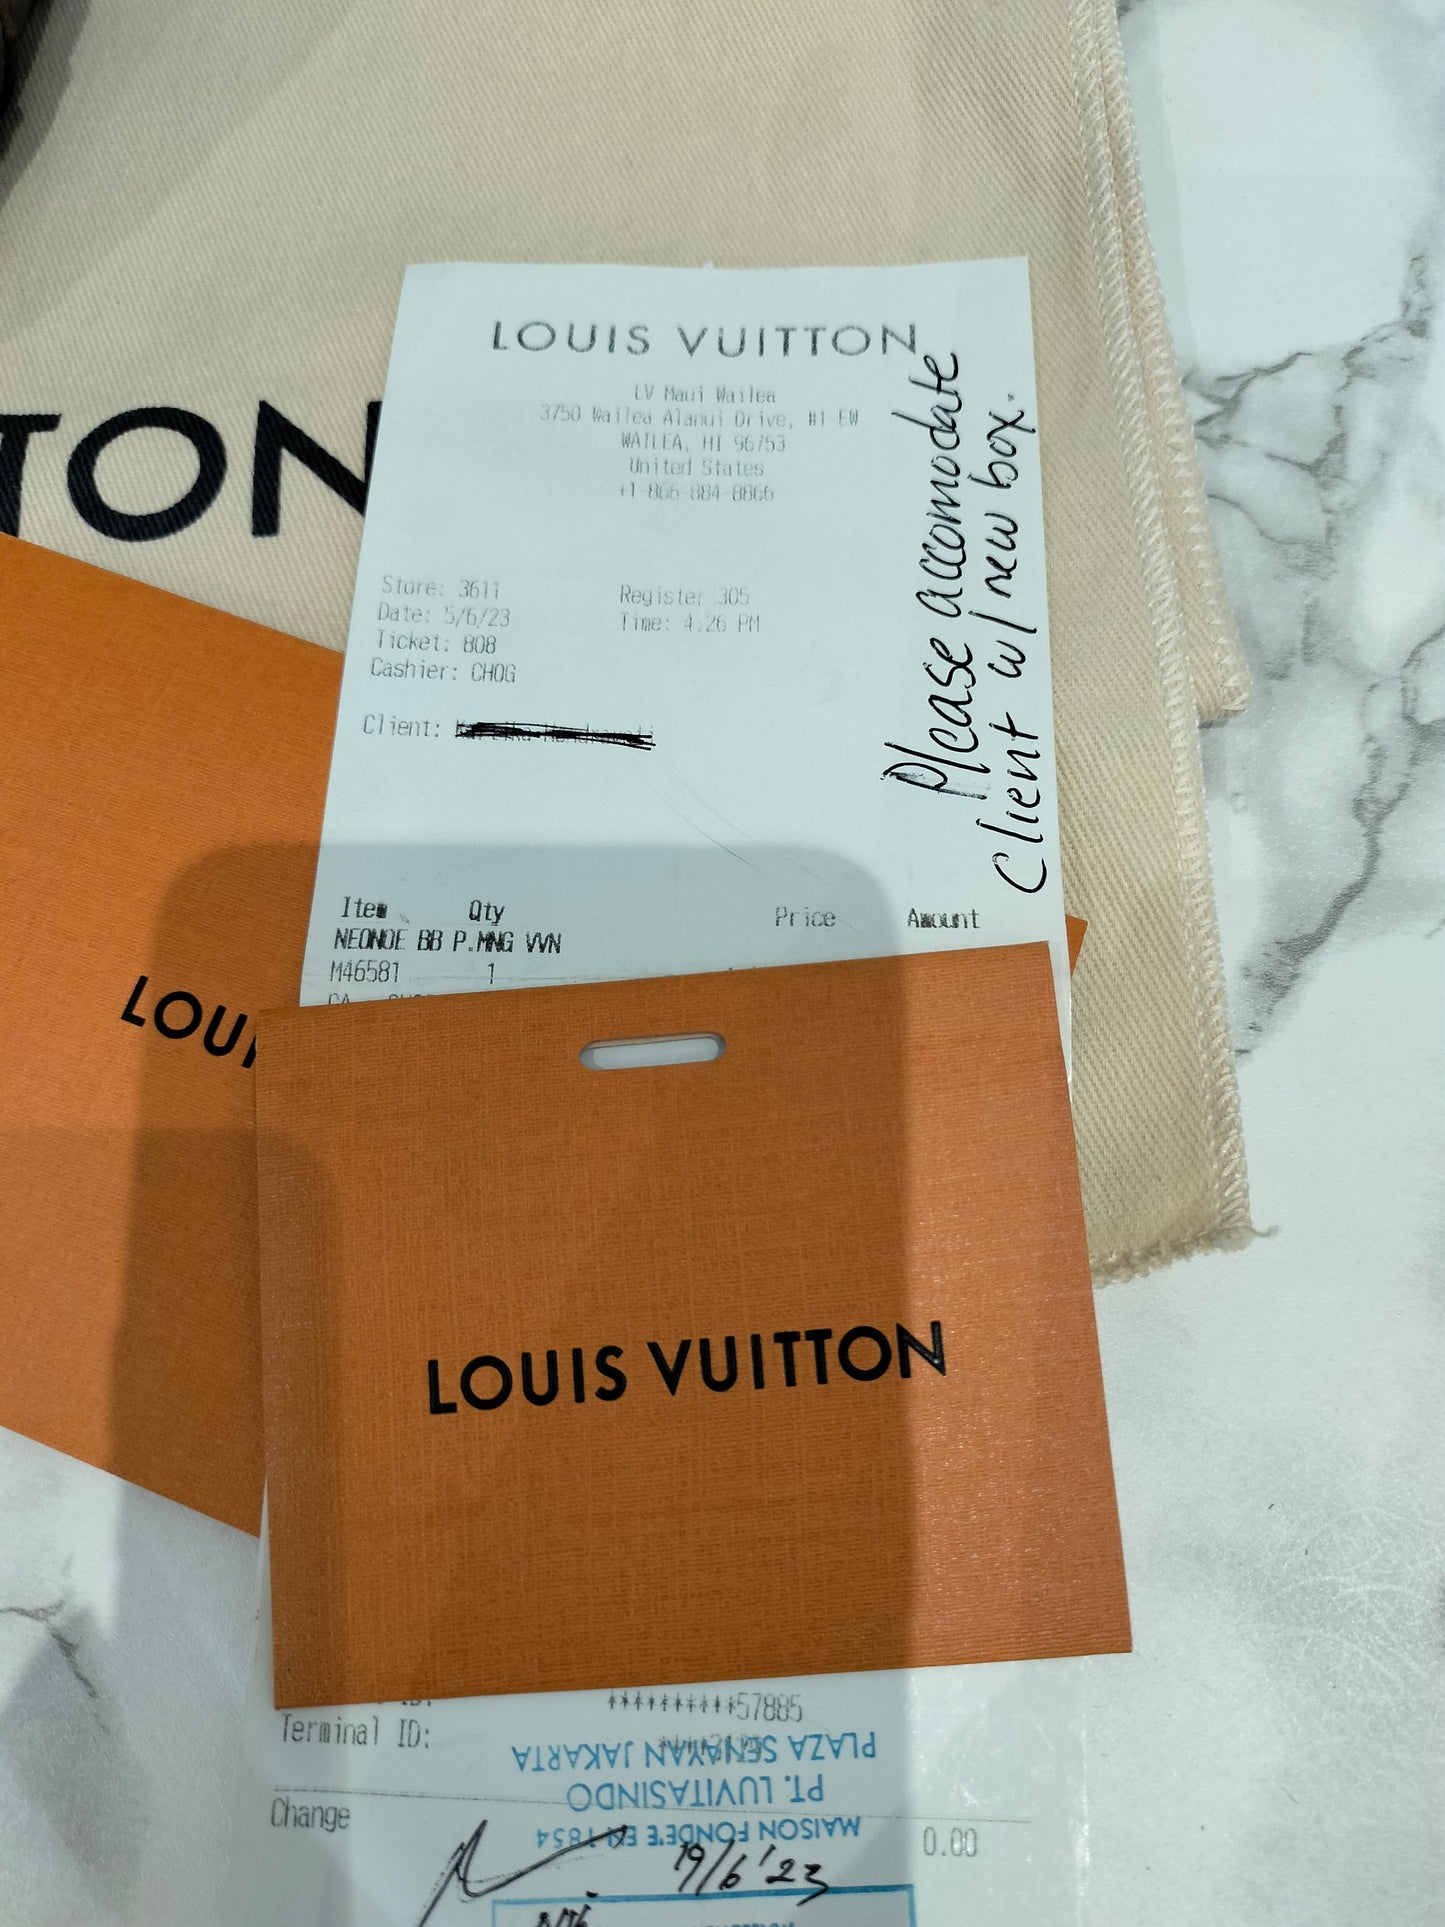 LOUIS VUITTON
LV Maui Wailea
3750 Wailea Alanui Drive, #1-EW
WAILEA, HI 96753
United States
+1-866-884-8866
Please accomodate
client w/ new box.
Store: 3611 Register 305
Date: 5/6/23 Time: 4:26 PM
Ticket: 808
Cashier: CHOG
Client:
Item Qty Price Amount
NEONOE BB P.MNG VVN
M46581 1
TON
LOUI
LOUIS VUITTON
**********57885
Terminal ID:
PLAZA SENAYAN JAKARTA
PT. LUVITASINDO
MAISON FONDE'E EN 1854
Change 0.00
19/6'23